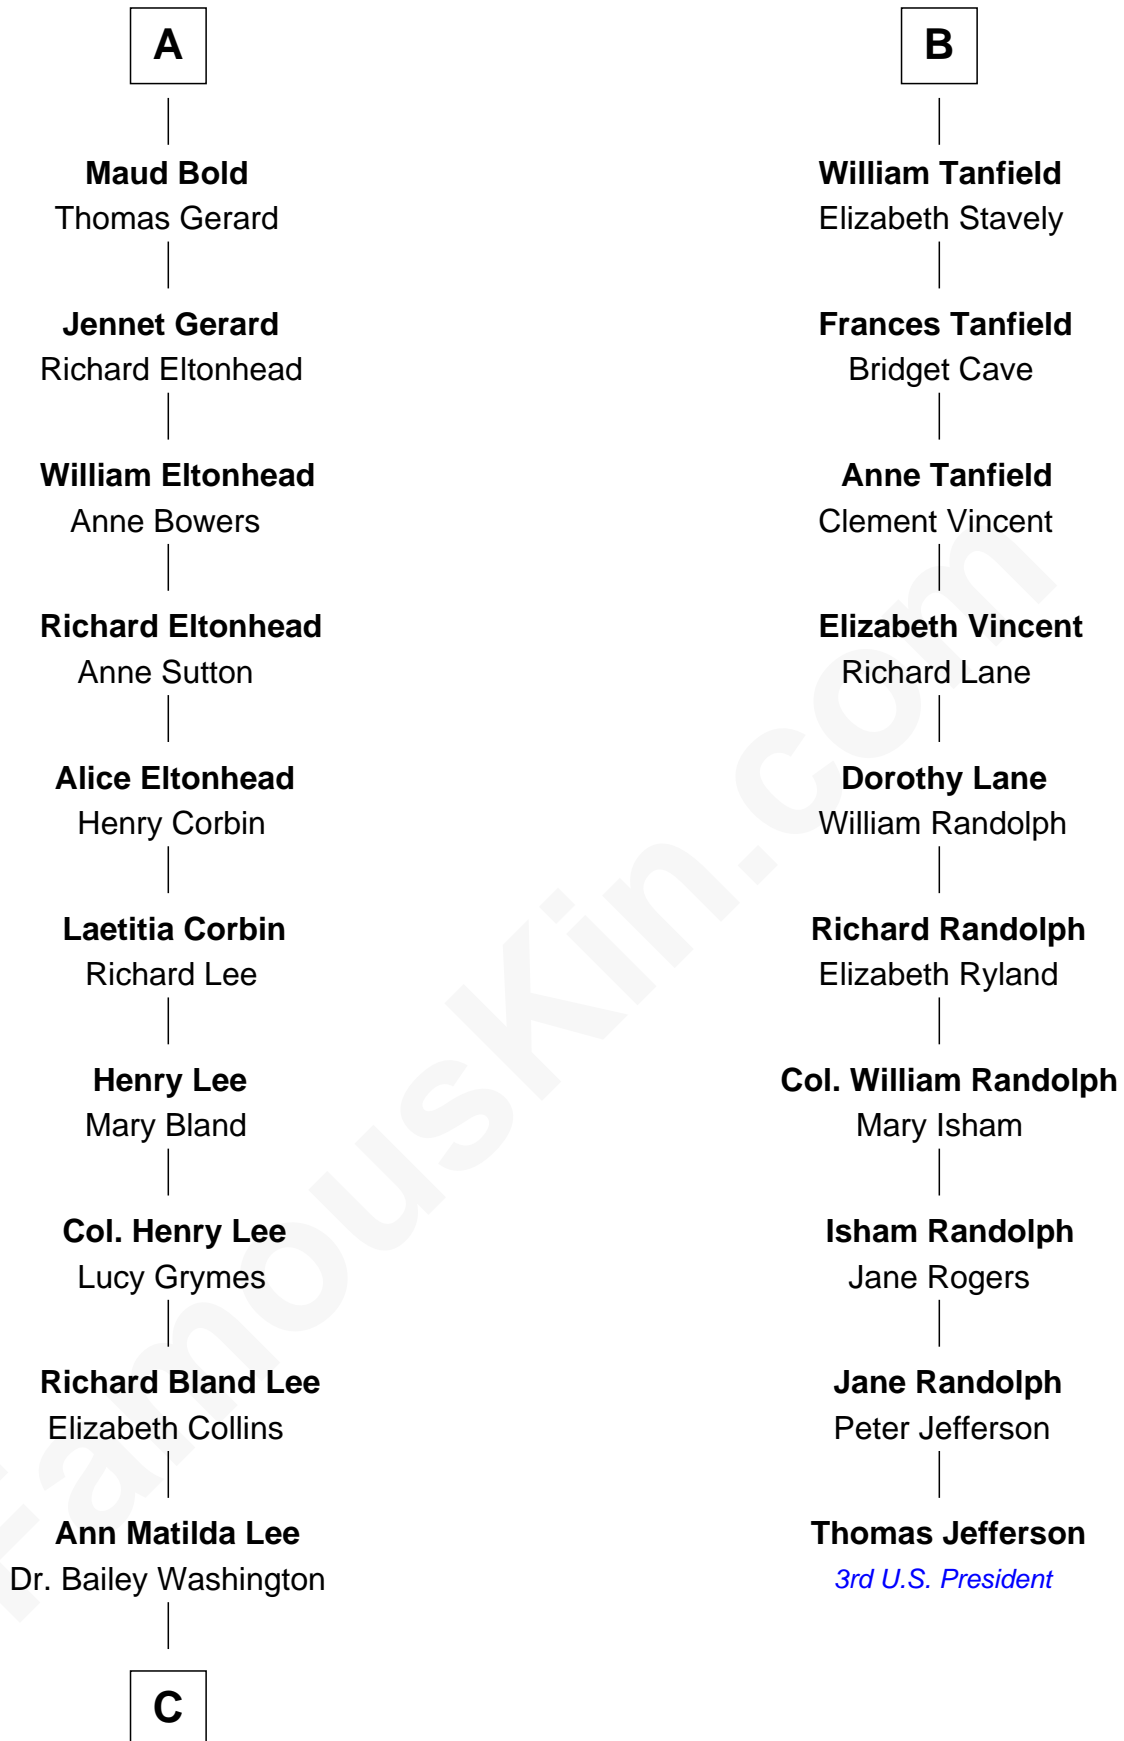 A
Maud Bold
Thomas Gerard
Jennet Gerard
Richard Eltonhead
William Eltonhead
Anne Bowers
Richard Eltonhead
Anne Sutton
Alice Eltonhead
Henry Corbin
Laetitia Corbin
Richard Lee
Henry Lee
Mary Bland
Col. Henry Lee
Lucy Grymes
Richard Bland Lee
Elizabeth Collins
Ann Matilda Lee
Dr. Bailey Washington
C
B
William Tanfield
Elizabeth Stavely
Frances Tanfield
Bridget Cave
Anne Tanfield
Clement Vincent
Elizabeth Vincent
Richard Lane
Dorothy Lane
William Randolph
Richard Randolph
Elizabeth Ryland
Col. William Randolph
Mary Isham
Isham Randolph
Jane Rogers
Jane Randolph
Peter Jefferson
Thomas Jefferson
3rd U.S. President
FamousKin.com